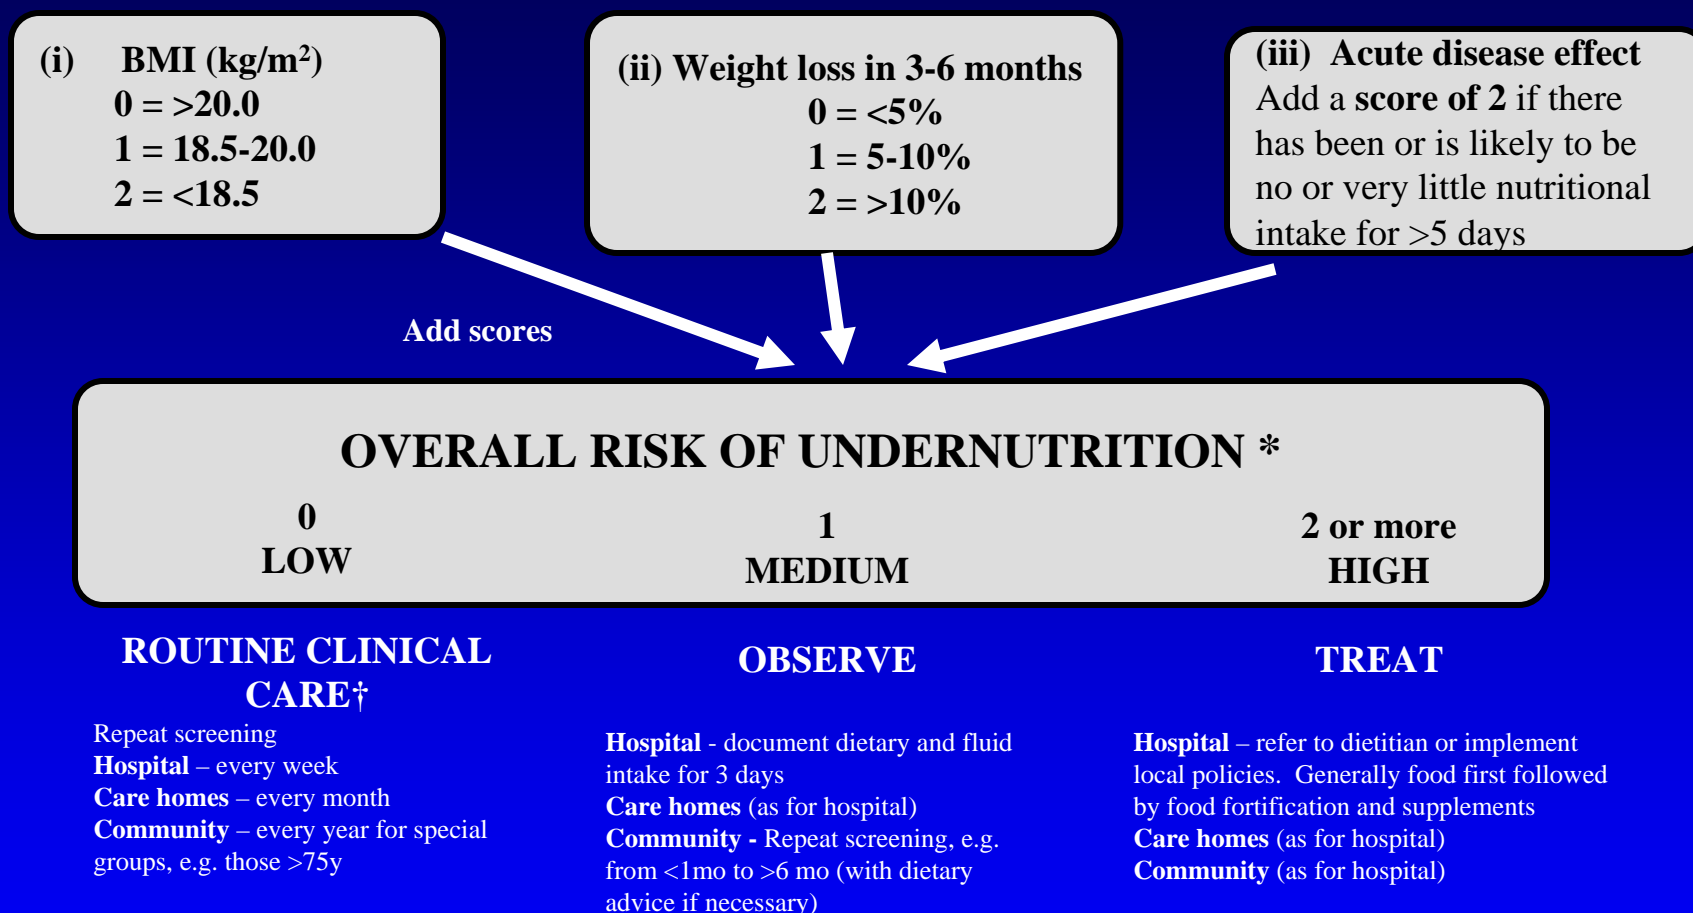 (i) BMI (kg/m²)
0 = >20.0
1 = 18.5-20.0
2 = <18.5
(ii) Weight loss in 3-6 months
0 = <5%
1 = 5-10%
2 = >10%
(iii) Acute disease effect
Add a score of 2 if there
has been or is likely to be
no or very little nutritional
intake for >5 days
Add scores
OVERALL RISK OF UNDERNUTRITION *
0
LOW
1
MEDIUM
2 or more
HIGH
ROUTINE CLINICAL
CARE†
Repeat screening
Hospital – every week
Care homes – every month
Community – every year for special
groups, e.g. those >75y
OBSERVE
Hospital - document dietary and fluid
intake for 3 days
Care homes (as for hospital)
Community - Repeat screening, e.g.
from <1mo to >6 mo (with dietary
advice if necessary)
TREAT
Hospital – refer to dietitian or implement
local policies. Generally food first followed
by food fortification and supplements
Care homes (as for hospital)
Community (as for hospital)